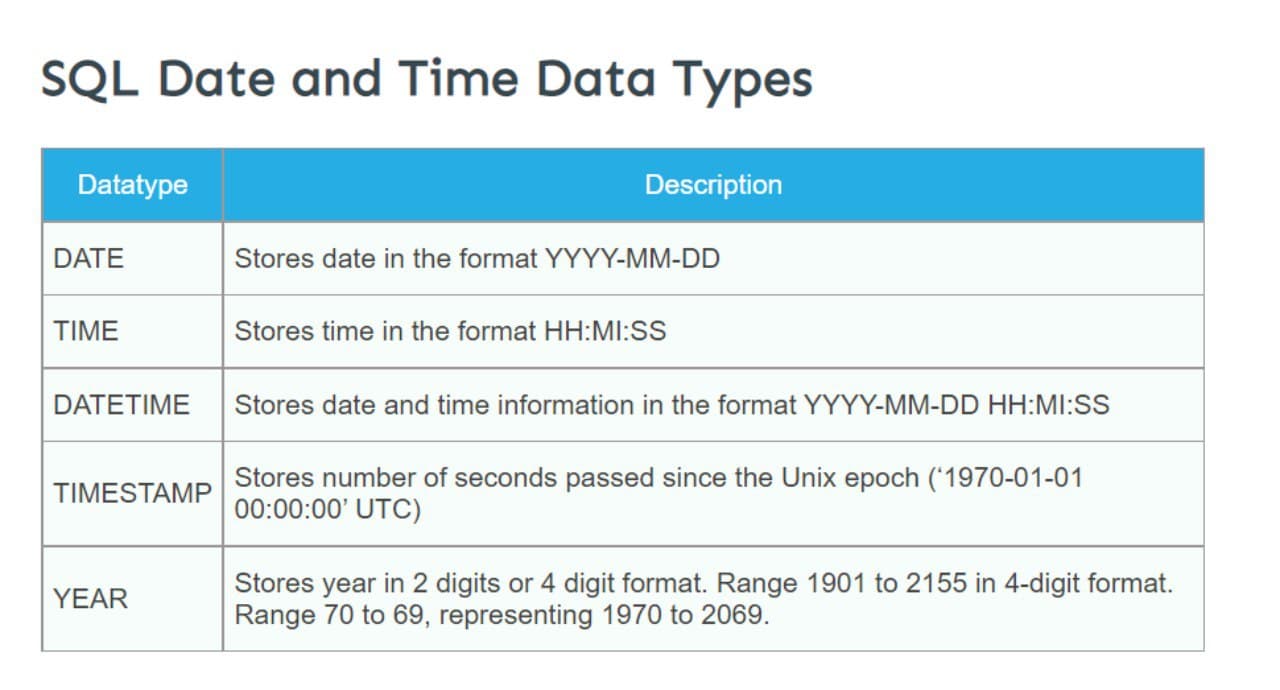 SQL Date and Time Data Types
Datatype Description
DATE Stores date in the format YYYY-MM-DD
TIME Stores time in the format HH:MI:SS
DATETIME Stores date and time information in the format YYYY-MM-DD HH:MI:SS
TIMESTAMP Stores number of seconds passed since the Unix epoch (‘1970-01-01
00:00:00’ UTC)
YEAR Stores year in 2 digits or 4 digit format. Range 1901 to 2155 in 4-digit format.
Range 70 to 69, representing 1970 to 2069.